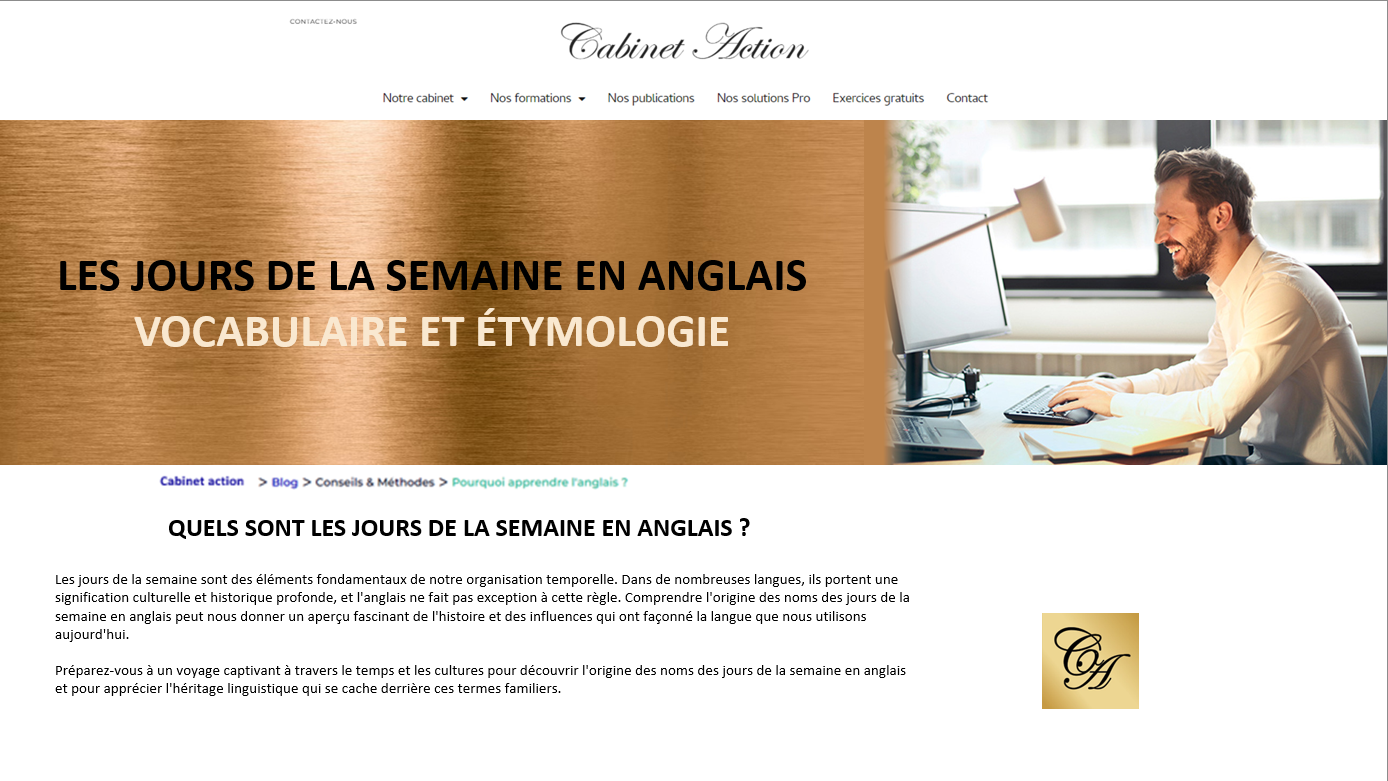 CONTACTEZ-NOUS
Cabinet Action
Notre cabinet Nos formations Nos publications Nos solutions Pro Exercices gratuits Contact
LES JOURS DE LA SEMAINE EN ANGLAIS
VOCABULAIRE ET ÉTYMOLOGIE
Cabinet action > Blog > Conseils & Méthodes > Pourquoi apprendre l'anglais ?
QUELS SONT LES JOURS DE LA SEMAINE EN ANGLAIS ?
Les jours de la semaine sont des éléments fondamentaux de notre organisation temporelle. Dans de nombreuses langues, ils portent une
signification culturelle et historique profonde, et l'anglais ne fait pas exception à cette règle. Comprendre l'origine des noms des jours de la
semaine en anglais peut nous donner un aperçu fascinant de l'histoire et des influences qui ont façonné la langue que nous utilisons
aujourd'hui.
Préparez-vous à un voyage captivant à travers le temps et les cultures pour découvrir l'origine des noms des jours de la semaine en anglais
et pour apprécier l'héritage linguistique qui se cache derrière ces termes familiers.
CA